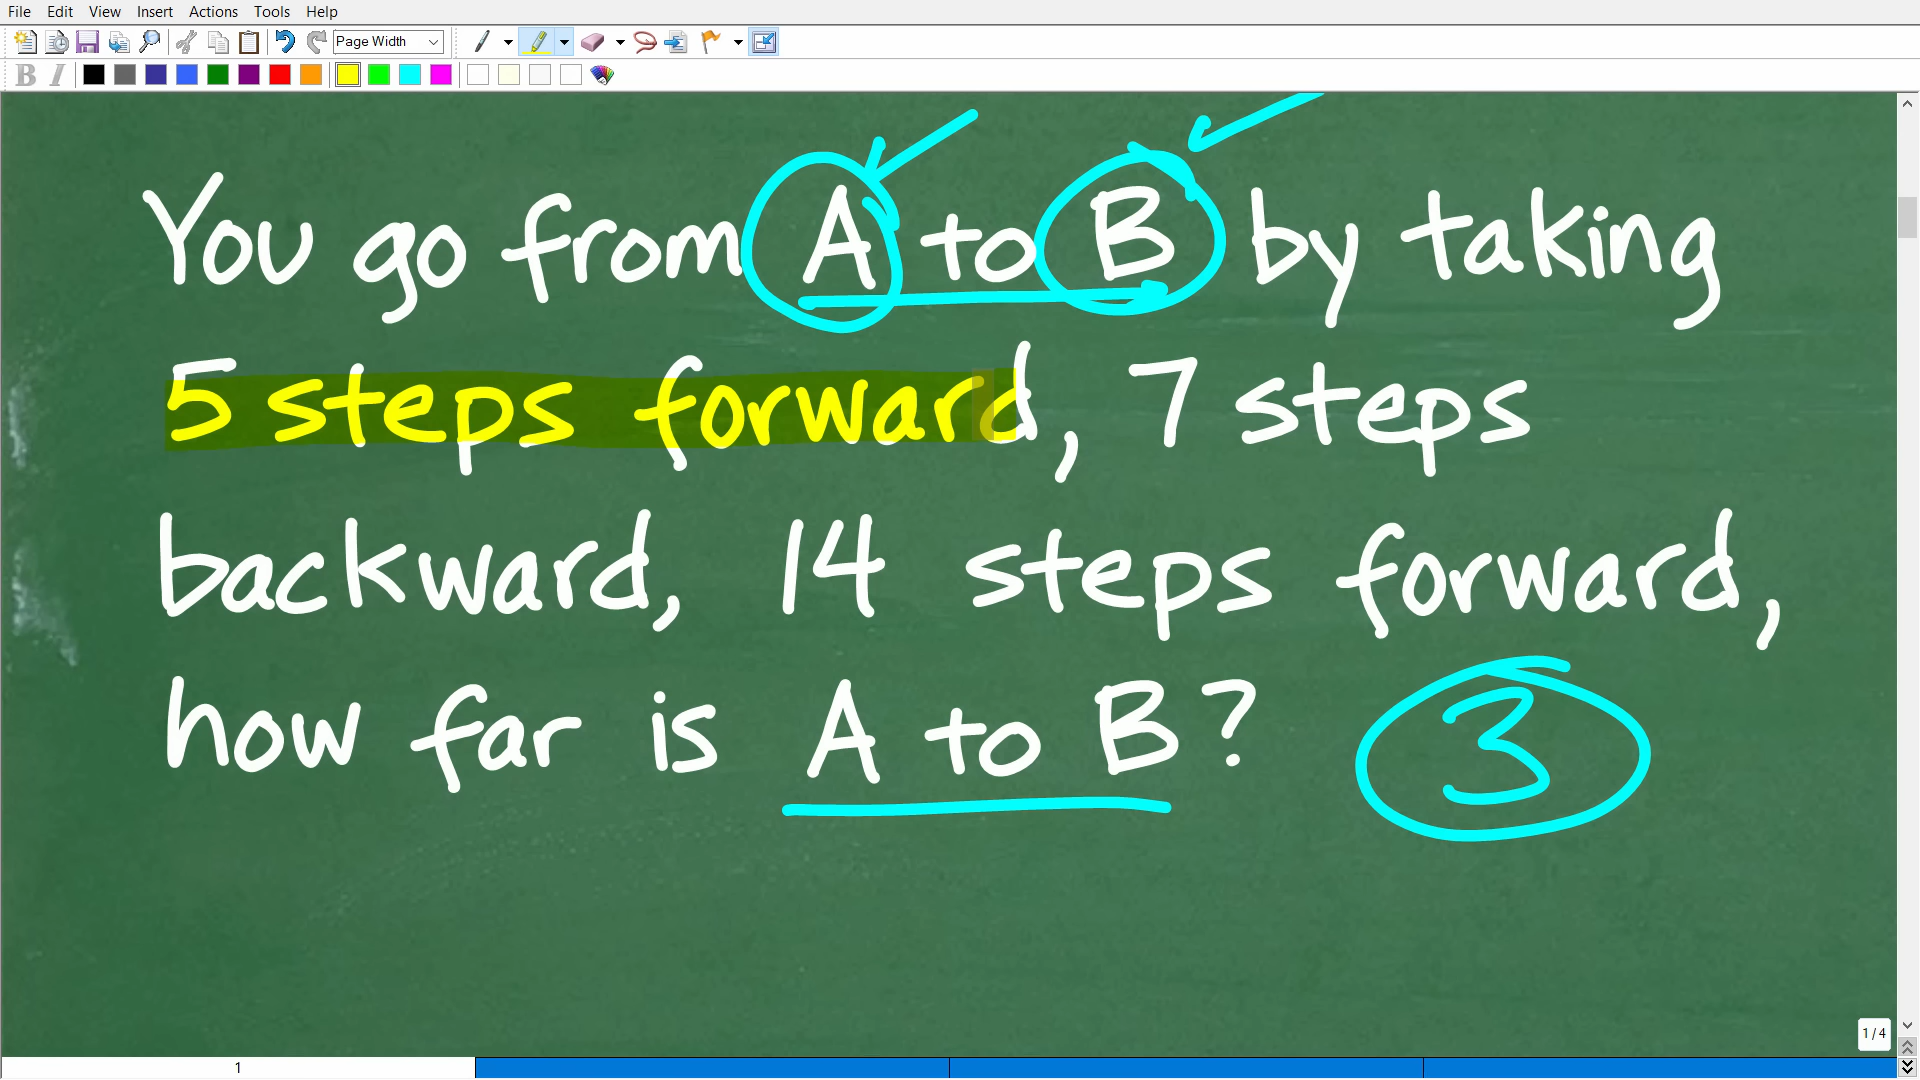 File Edit View Insert Actions Tools Help
Page Width
B I
You go from A to B by taking
5 steps forward, 7 steps
backward, 14 steps forward,
how far is A to B? 3
1 / 4
1